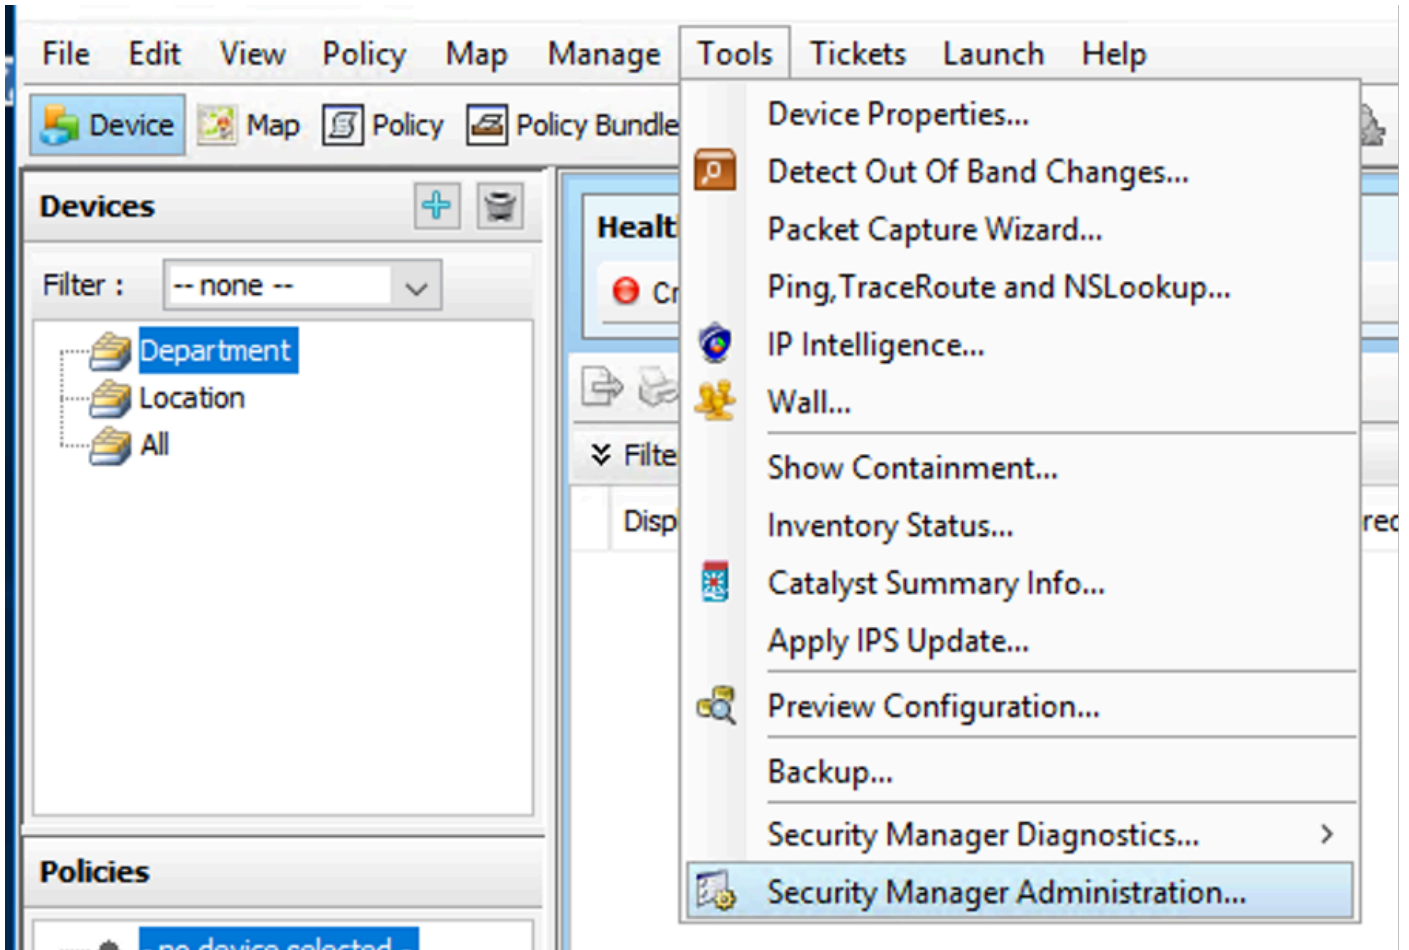 File Edit View Policy Map Manage Tools Tickets Launch Help
Device Map Policy Policy Bundle
Devices
Filter : -- none --
Department
Location
All
Policies
- no device selected -
Device Properties...
Detect Out Of Band Changes...
Packet Capture Wizard...
Ping,TraceRoute and NSLookup...
IP Intelligence...
Wall...
Show Containment...
Inventory Status...
Catalyst Summary Info...
Apply IPS Update...
Preview Configuration...
Backup...
Security Manager Diagnostics...
Security Manager Administration...